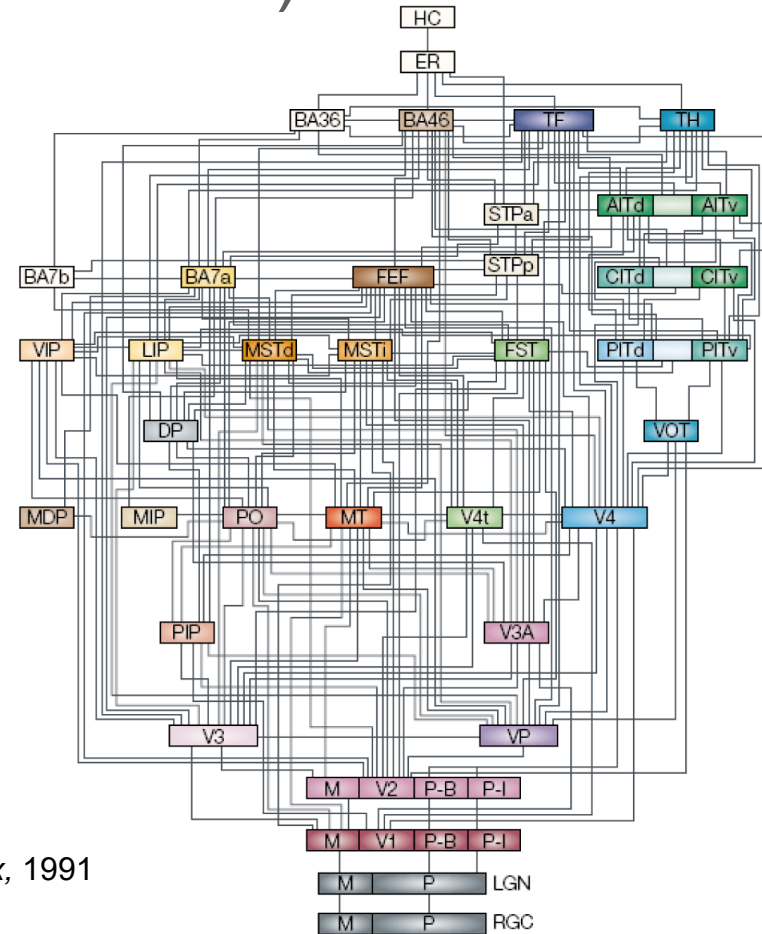 HC
ER
BA36 BA46 TF TH
AITd AITv
STPa
STPp
BA7b BA7a FEF CITd CITv
VIP LIP MSTd MSTi FST PITd PITv
DP VOT
MDP MIP PO MT V4t V4
PIP V3A
V3 VP
M V2 P-B P-I
M V1 P-B P-I
, 1991
M P LGN
M P RGC